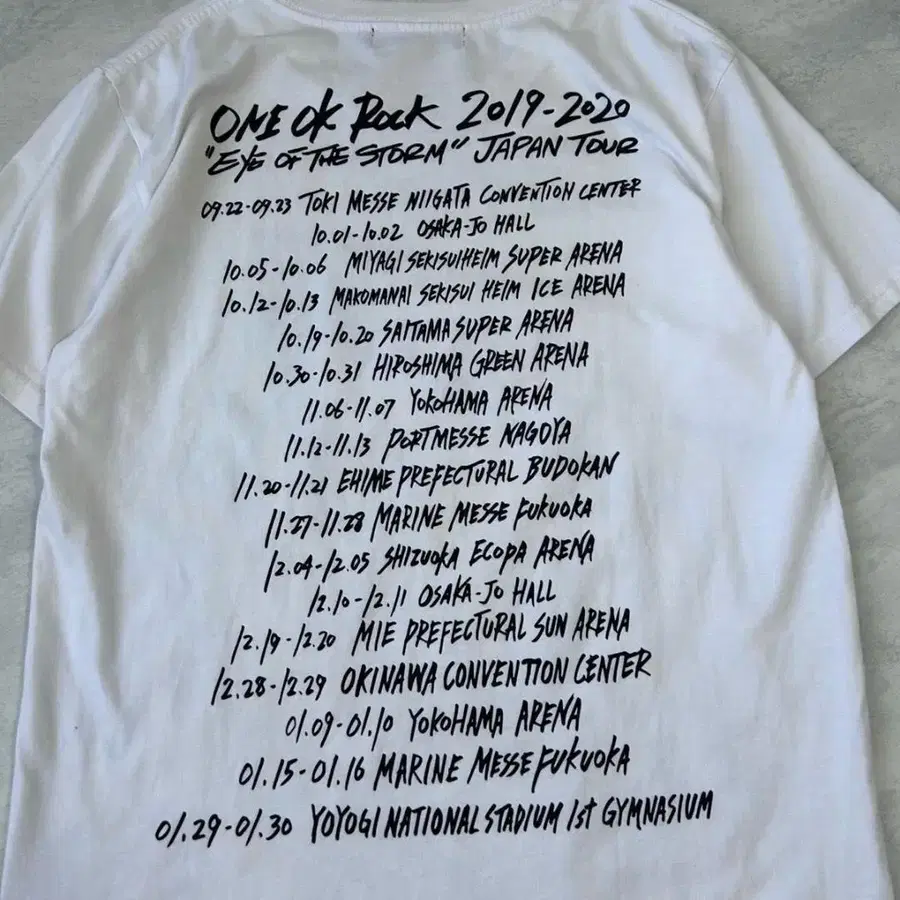 ONE OK ROCK 2019-2020
"EYE OF THE STORM" JAPAN TOUR
09.22-09.23 TOKI MESSE NIIGATA CONVENTION CENTER
10.01-10.02 OSAKA-JO HALL
10.05-10.06 MIYAGI SEKISUIHEIM SUPER ARENA
10.12-10.13 MAKOMANAI SEKISUI HEIM ICE ARENA
10.19-10.20 SAITAMA SUPER ARENA
10.30-10.31 HIROSHIMA GREEN ARENA
11.06-11.07 YOKOHAMA ARENA
11.12-11.13 PORTMESSE NAGOYA
11.20-11.21 EHIME PREFECTURAL BUDOKAN
11.27-11.28 MARINE MESSE FUKUOKA
12.04-12.05 SHIZUOKA ECOPA ARENA
12.10-12.11 OSAKA-JO HALL
12.19-12.20 MIE PREFECTURAL SUN ARENA
12.28-12.29 OKINAWA CONVENTION CENTER
01.09-01.10 YOKOHAMA ARENA
01.15-01.16 MARINE MESSE FUKUOKA
01.29-01.30 YOYOGI NATIONAL STADIUM 1st GYMNASIUM